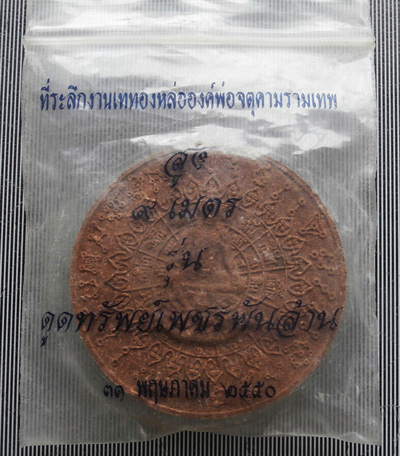 ที่ระลึกงานเททองหล่อองค์พ่อจตุคามรามเทพ
สูง
๙ เมตร
รุ่น
ดูดทรัพย์เพชรพันล้าน
๓๑ พฤษภาคม ๒๕๕๐